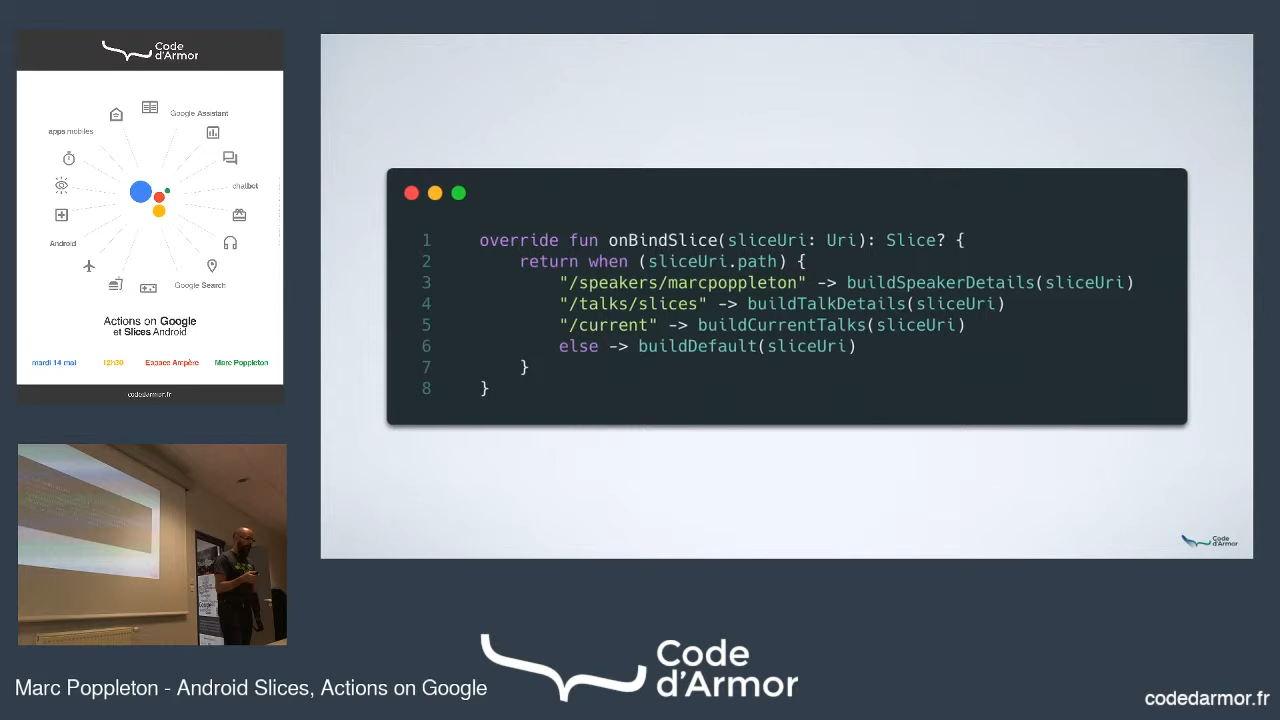 Code
d'Armor
Google Assistant
apps mobiles
chatbot
Android
Google Search
Actions on Google
et Slices Android
mardi 14 mai 12h30 Espace Ampère Marc Poppleton
codedarmor.fr
1 override fun onBindSlice(sliceUri: Uri): Slice? {
2 return when (sliceUri.path) {
3 "/speakers/marcpoppleton" -> buildSpeakerDetails(sliceUri)
4 "/talks/slices" -> buildTalkDetails(sliceUri)
5 "/current" -> buildCurrentTalks(sliceUri)
6 else -> buildDefault(sliceUri)
7 }
8 }
Code
d'Armor
Marc Poppleton - Android Slices, Actions on Google
Code
d'Armor
codedarmor.fr